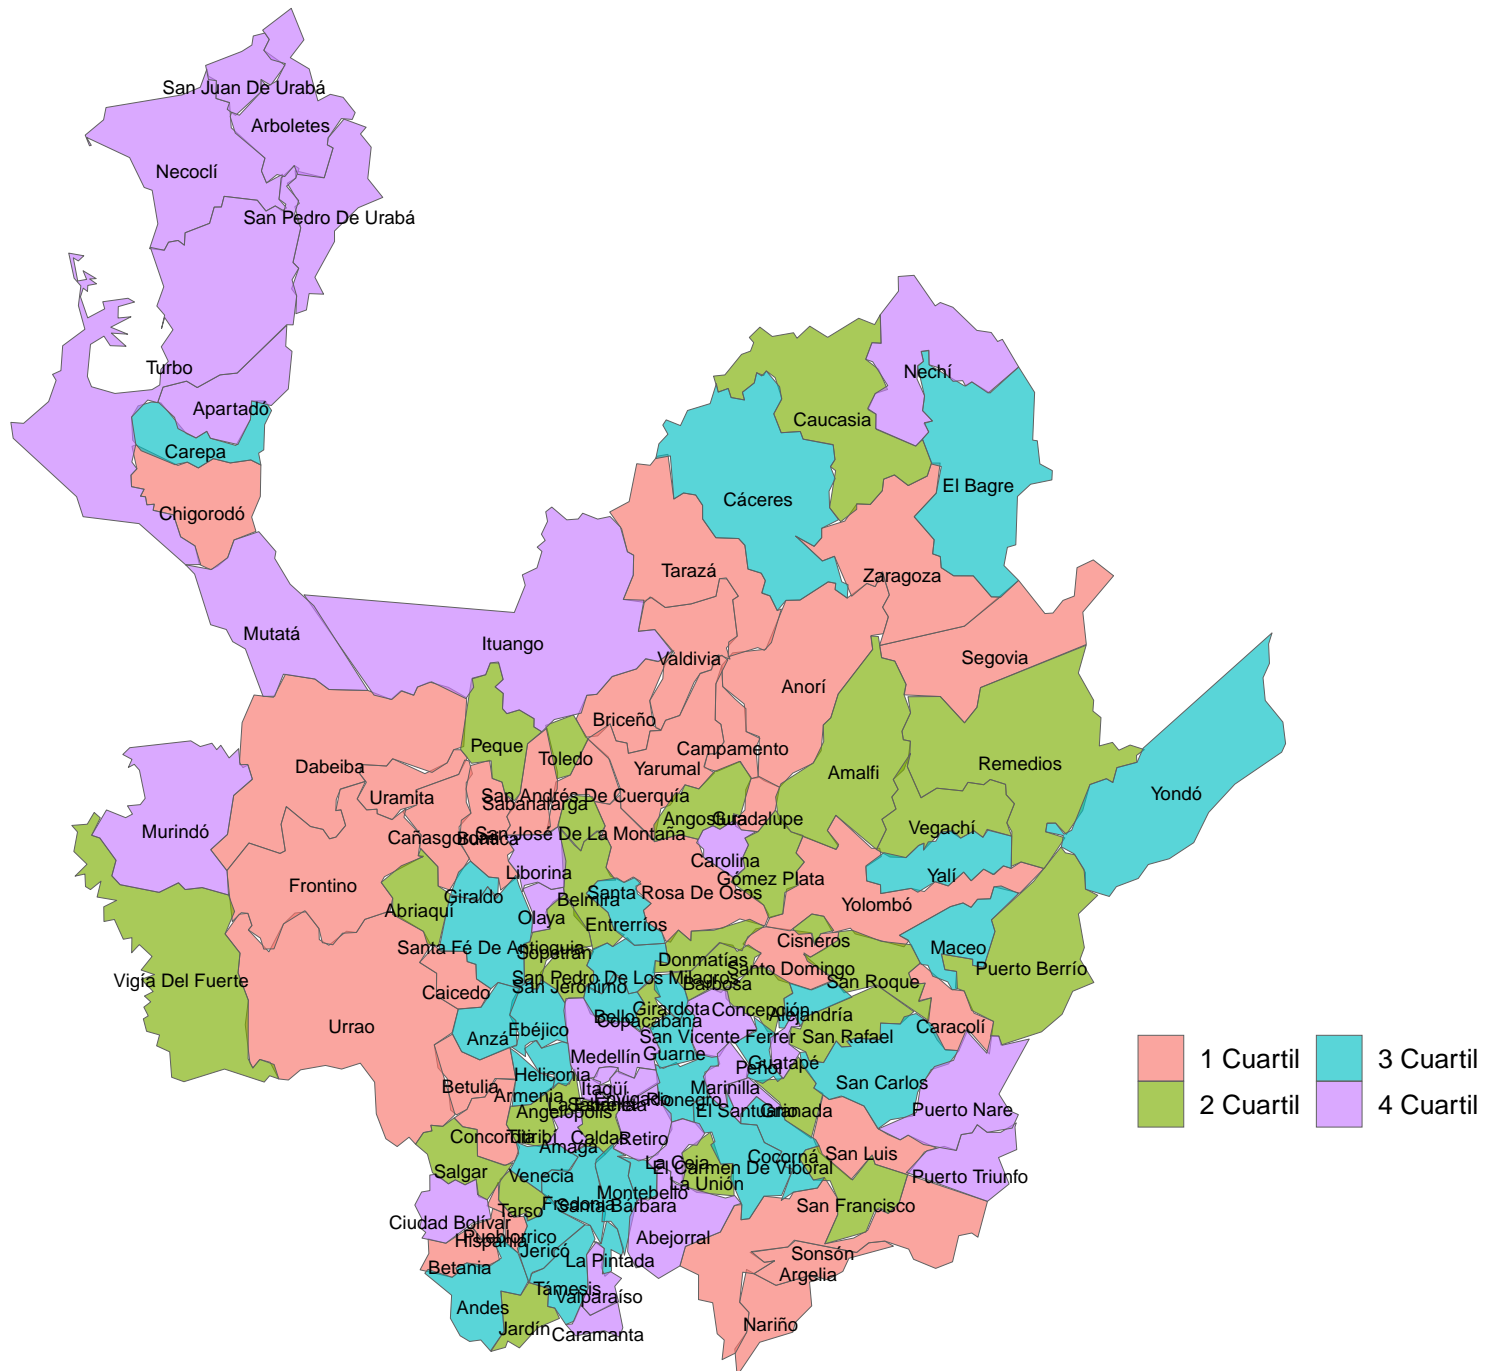 San Juan De Urabá
Arboletes
Necoclí
San Pedro De Urabá
Turbo
Apartadó
Carepa
Chigorodó
Mutatá
Nechí
Caucasia
El Bagre
Cáceres
Tarazá
Zaragoza
Ituango
Valdivia
Segovia
Anorí
Briceño
Peque
Toledo
Campamento
Dabeiba
Yarumal
Amalfi
Remedios
Yondó
Uramita
San Andrés De Cuerquía
Sabanalarga
Murindó
Cañasgordas
Buriticá
San José De La Montaña
Angostura
Guadalupe
Vegachí
Carolina
Liborina
Gómez Plata
Yalí
Frontino
Giraldo
Belmira
Santa Rosa De Osos
Yolombó
Abriaquí
Olaya
Entrerríos
Cisneros
Maceo
Santa Fé De Antioquia
Sopetrán
Donmatías
Santo Domingo
Puerto Berrío
Vigía Del Fuerte
San Pedro De Los Milagros
San Jerónimo
Barbosa
San Roque
Caicedo
Urrao
Anzá
Ebéjico
Bello
Copacabana
Girardota
Concepción
Alejandría
Caracolí
San Vicente Ferrer
San Rafael
Medellín
Guarne
Peñol
Guatapé
Heliconia
Betulia
Armenia
Itagüí
Envigado
La Estrella
Sabaneta
Rionegro
Marinilla
San Carlos
Angelópolis
El Santuario
Granada
Puerto Nare
Concordia
Titiribí
Amagá
Caldas
Retiro
Salgar
Venecia
La Ceja
El Carmen De Viboral
Cocorná
San Luis
Puerto Triunfo
La Unión
Montebello
Fredonia
Santa Bárbara
Tarso
San Francisco
Ciudad Bolívar
Pueblorrico
Hispania
Jericó
Abejorral
La Pintada
Sonsón
Betania
Argelia
Támesis
Valparaíso
Andes
Jardín
Caramanta
Nariño
1 Cuartil
2 Cuartil
3 Cuartil
4 Cuartil